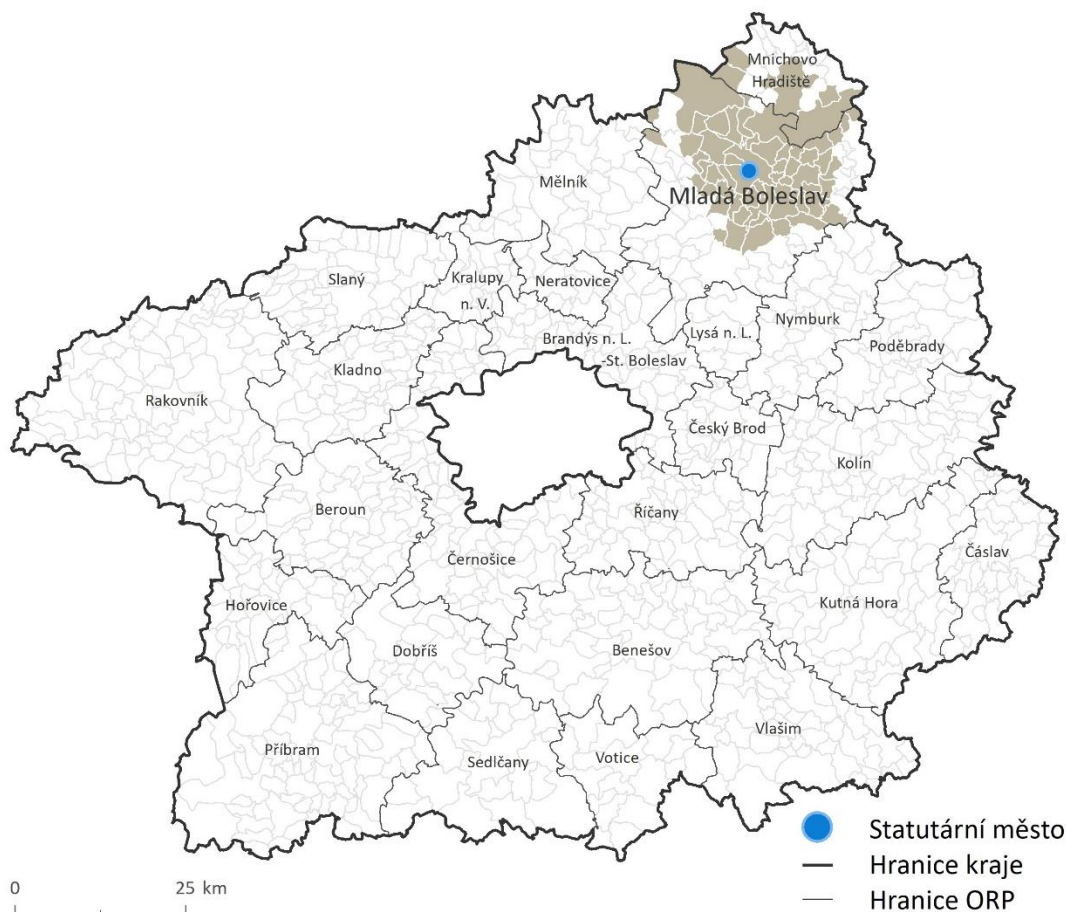 Mnichovo
Hradiště
Mělník
Mladá Boleslav
Slaný
Kralupy
n. V.
Neratovice
Nymburk
Lysá n. L.
Brandýs n. L.
-St. Boleslav
Poděbrady
Kladno
Rakovník
Český Brod
Kolín
Beroun
Říčany
Černošice
Čáslav
Kutná Hora
Hořovice
Dobříš
Benešov
Vlašim
Příbram
Sedlčany
Votice
Statutární město
Hranice kraje
Hranice ORP
0 25 km